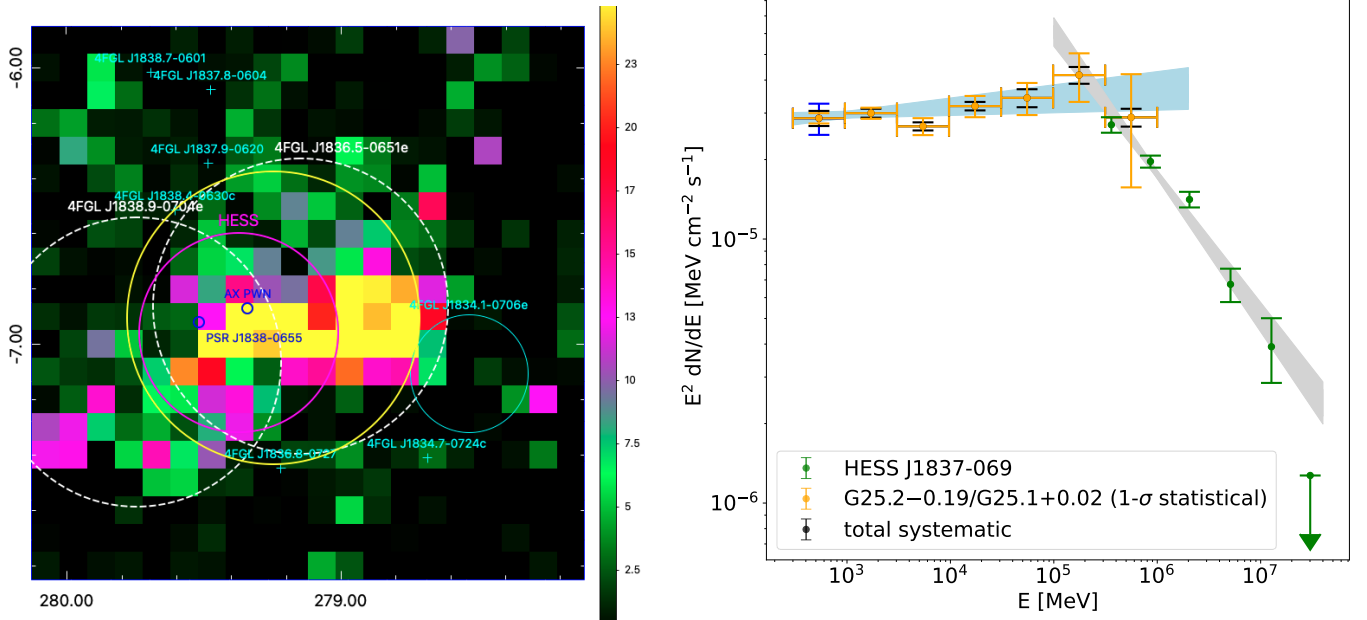 4FGL J1838.7-0601
4FGL J1837.8-0604
4FGL J1837.9-0620
4FGL J1836.5-0651e
4FGL J1838.4-0630c
4FGL J1838.9-0704e
HESS
AX PWN
PSR J1838-0655
4FGL J1834.1-0706e
4FGL J1834.7-0724c
4FGL J1836.8-0727
-6.00
-7.00
280.00
279.00
23
20
17
15
13
10
7.5
5
2.5
E² dN/dE [MeV cm⁻² s⁻¹]
10⁻⁵
10⁻⁶
HESS J1837-069
G25.2−0.19/G25.1+0.02 (1-σ statistical)
total systematic
10³
10⁴
10⁵
10⁶
10⁷
E [MeV]